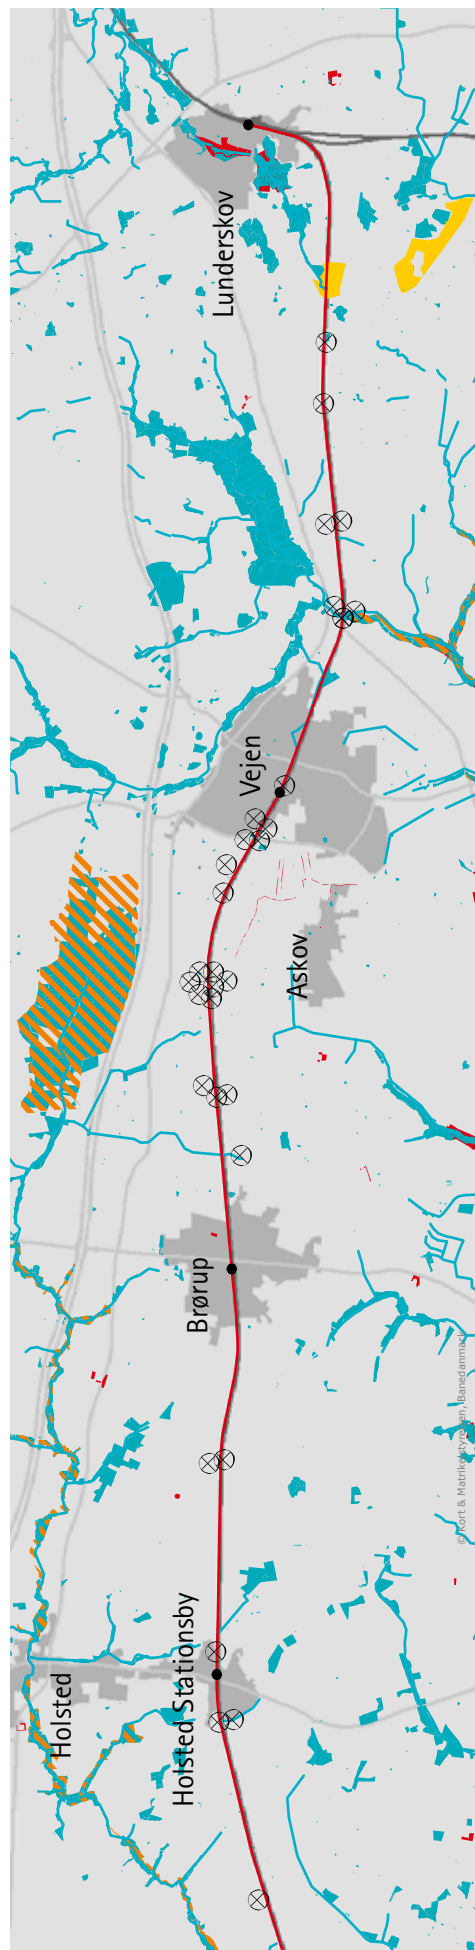 Lunderskov
Vejen
Askov
Brørup
© Kort & Matrikelstyrelsen, Banedanmark
Holsted Stationsby
Holsted